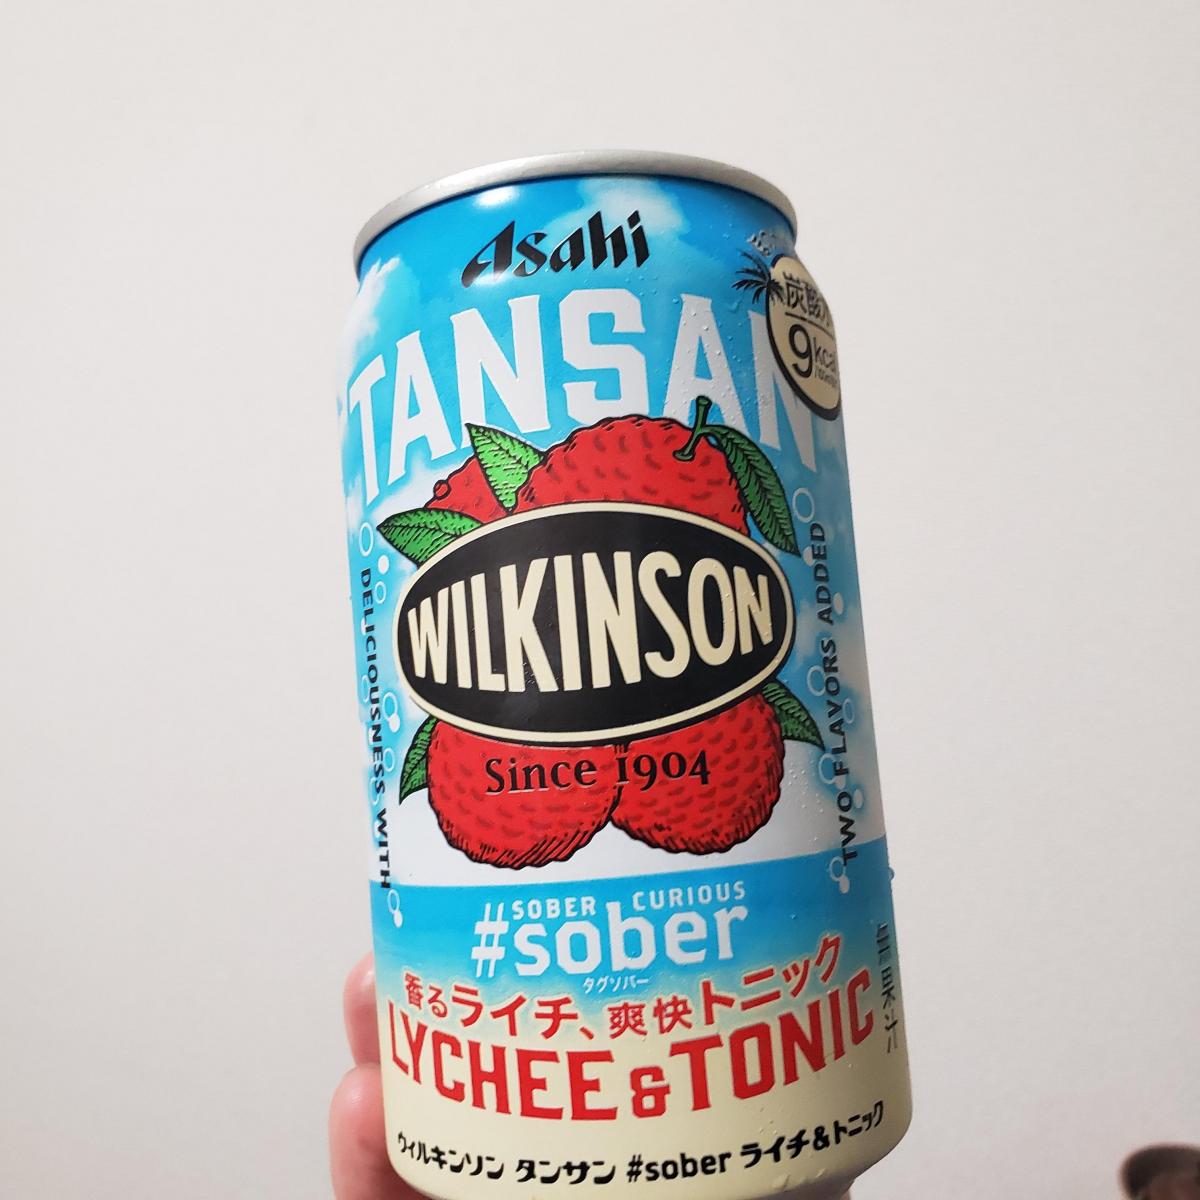 Asahi
TANSAN
炭酸水
9kcal
WILKINSON
Since 1904
DELICIOUSNESS WITH
TWO FLAVORS ADDED
SOBER CURIOUS
#sober
タグソバー
香るライチ、爽快トニック
LYCHEE & TONIC
果汁
ウィルキンソン タンサン #sober ライチ&トニック